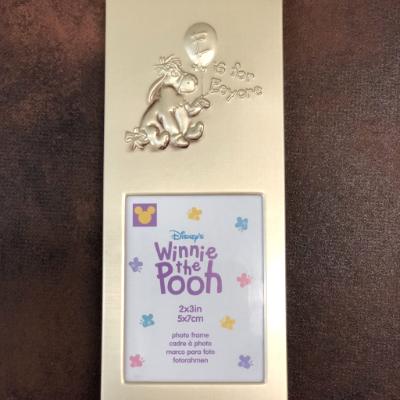 E
is for
Eeyore
Disney's
Winnie
the
Pooh
2x3in
5x7cm
photo frame
cadre à photo
marco para foto
fotorahmen